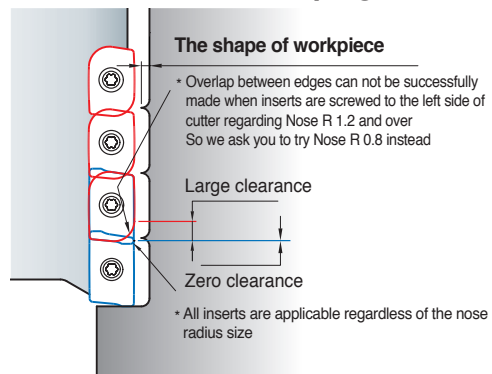 The shape of workpiece
* Overlap between edges can not be successfully
made when inserts are screwed to the left side of
cutter regarding Nose R 1.2 and over
So we ask you to try Nose R 0.8 instead
Large clearance
Zero clearance
* All inserts are applicable regardless of the nose
radius size